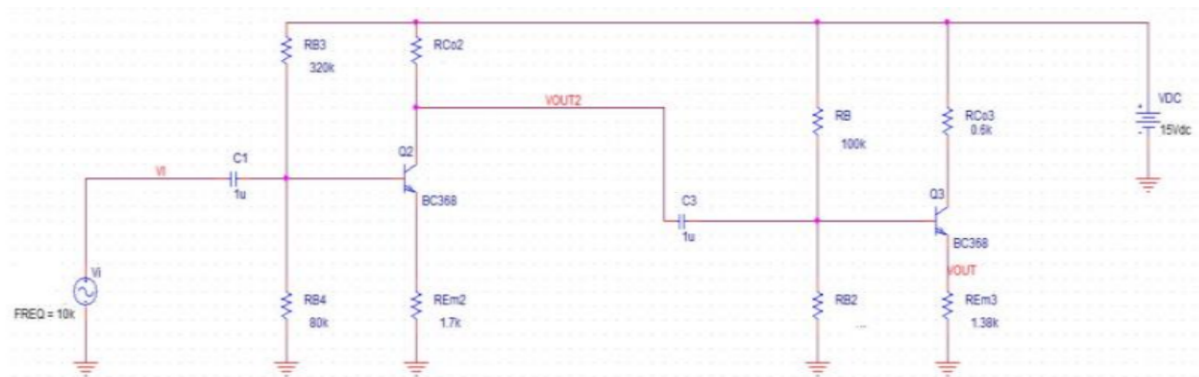 RB3
320k
RCo2
VOUT2
RB
100k
RCo3
0.6k
VDC
+
-
15Vdc
Q2
BC368
C1
1u
VI
C3
1u
Q3
BC368
VOUT
Vi
FREQ = 10k
RB4
80k
REm2
1.7k
RB2
...
REm3
1.38k